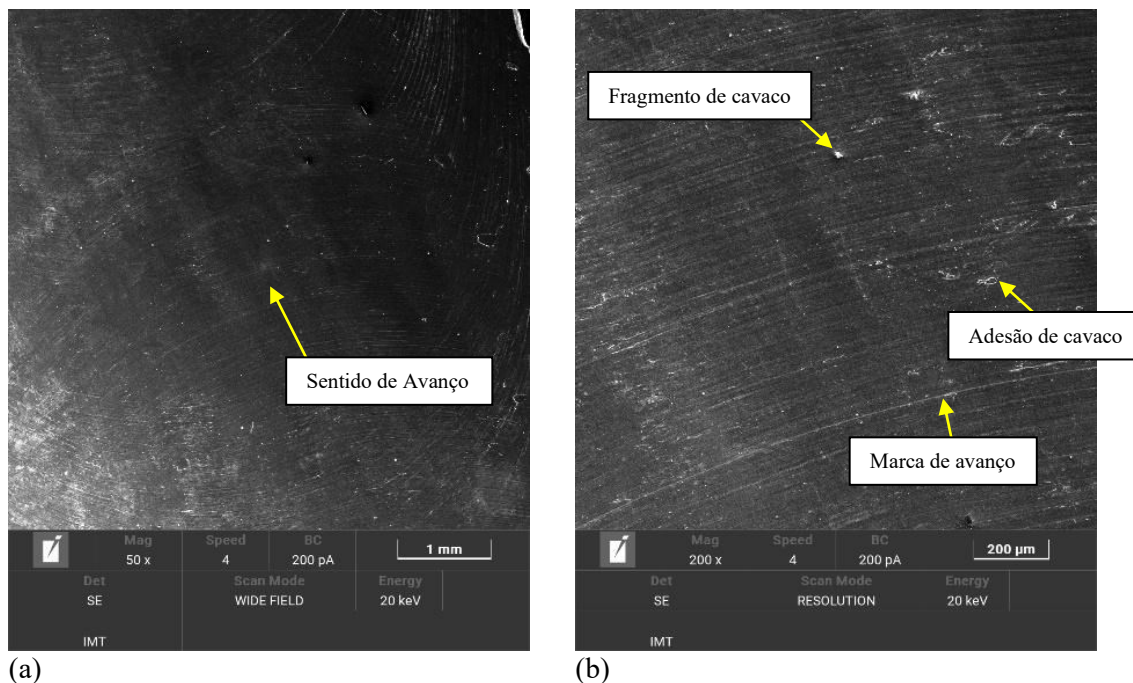 Sentido de Avanço
Mag Speed BC
50 x 4 200 pA
1 mm
Det Scan Mode Energy
SE WIDE FIELD 20 keV
IMT
(a)
Fragmento de cavaco
Adesão de cavaco
Marca de avanço
Mag Speed BC
200 x 4 200 pA
200 µm
Det Scan Mode Energy
SE RESOLUTION 20 keV
IMT
(b)